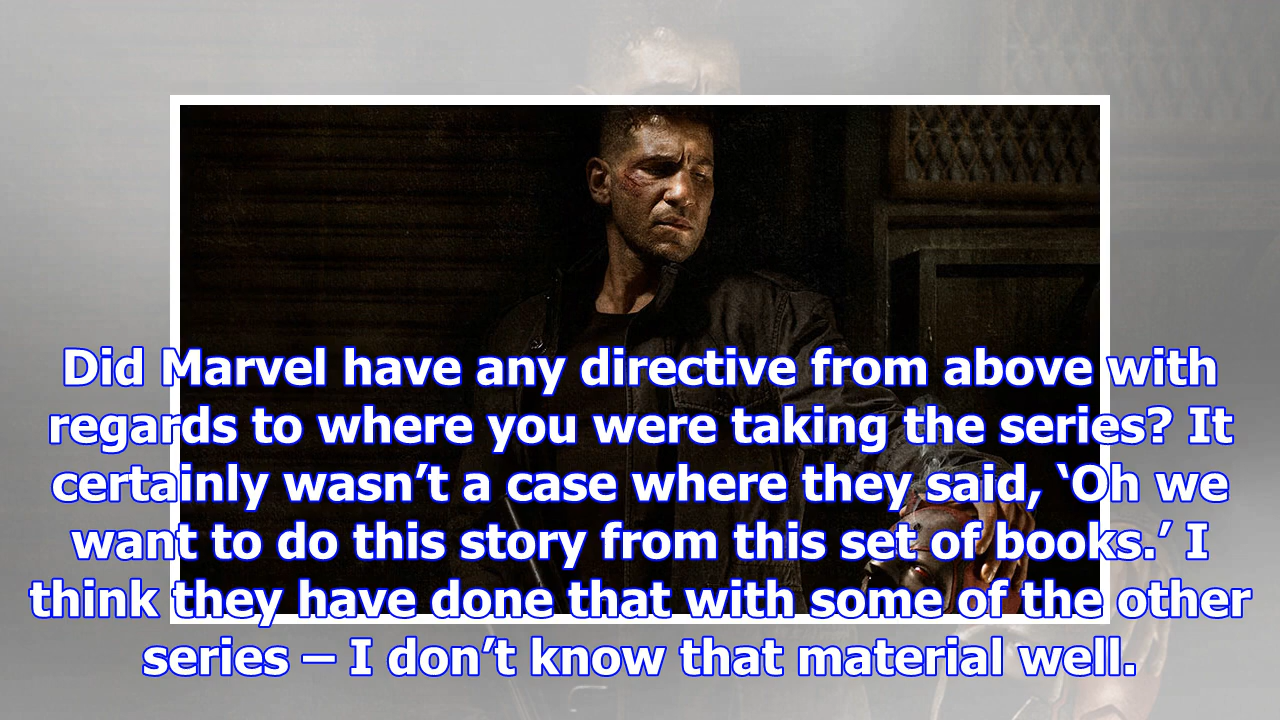 Did Marvel have any directive from above with
regards to where you were taking the series? It
certainly wasn’t a case where they said, ‘Oh we
want to do this story from this set of books.’ I
think they have done that with some of the other
series – I don’t know that material well.